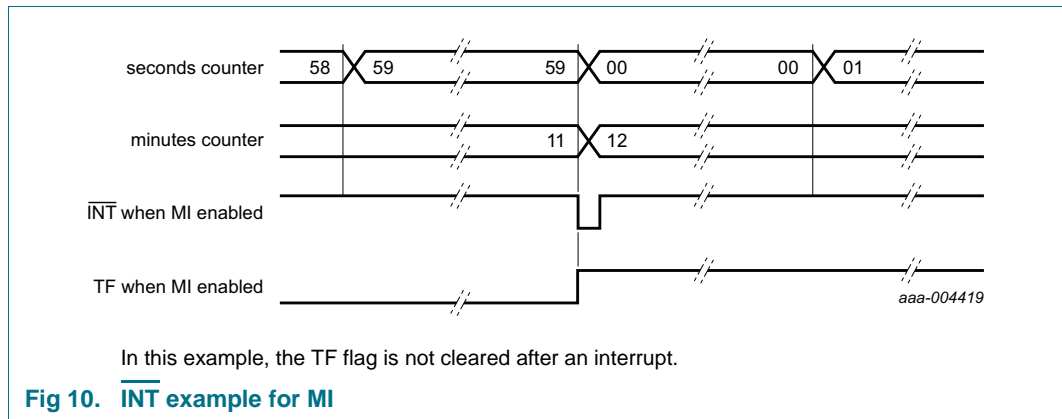 seconds counter 58 59 59 00 00 01
minutes counter 11 12
INT when MI enabled
TF when MI enabled
aaa-004419
In this example, the TF flag is not cleared after an interrupt.
Fig 10. INT example for MI